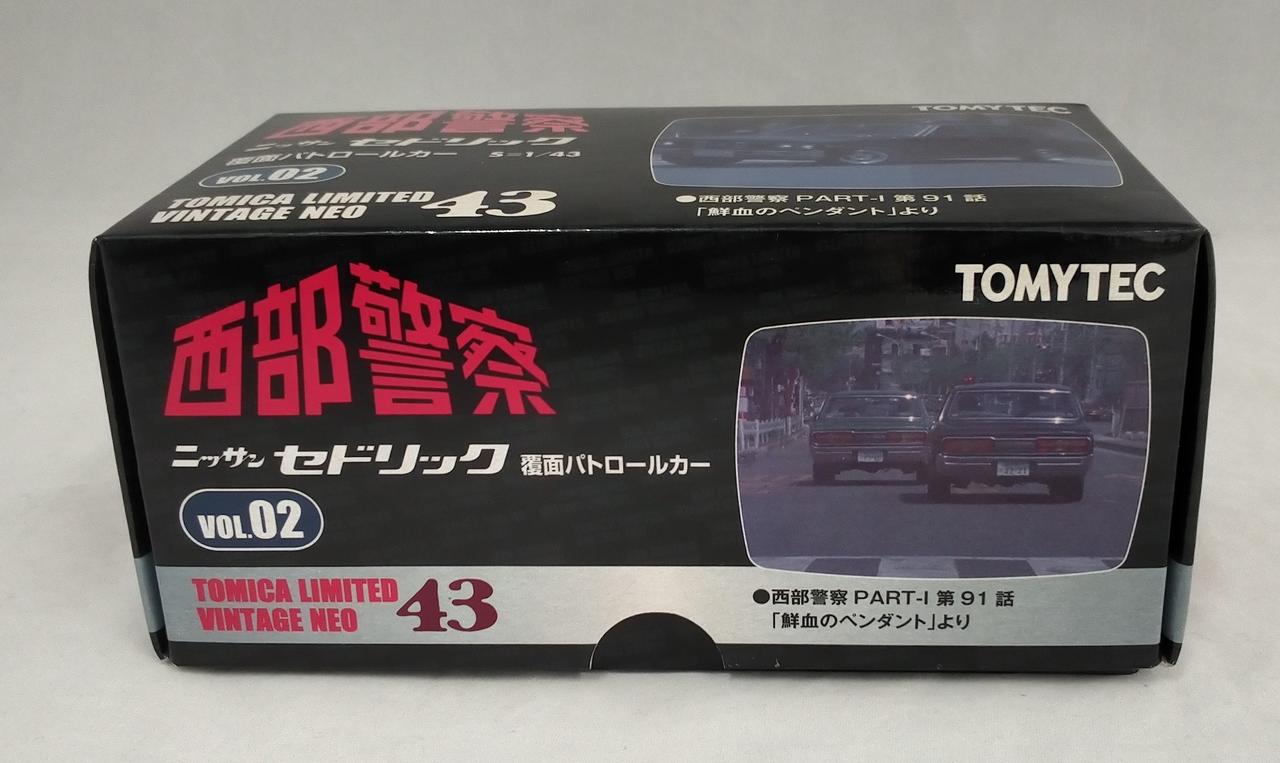 西部警察
TOMYTEC
ニッサン セドリック
覆面パトロールカー S=1/43
VOL.02
TOMICA LIMITED
VINTAGE NEO 43
●西部警察 PART-I 第91話
「鮮血のペンダント」より
西部警察
TOMYTEC
ニッサン セドリック 覆面パトロールカー
VOL.02
TOMICA LIMITED
VINTAGE NEO 43
●西部警察 PART-I 第91話
「鮮血のペンダント」より